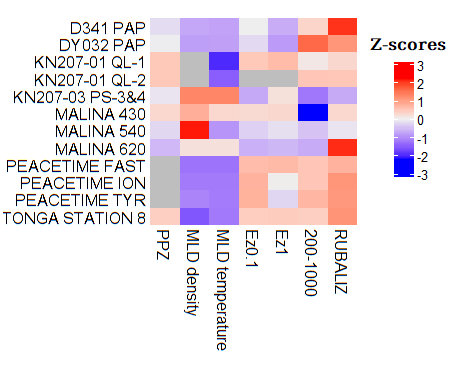 D341 PAP
DY032 PAP
KN207-01 QL-1
KN207-01 QL-2
KN207-03 PS-3&4
MALINA 430
MALINA 540
MALINA 620
PEACETIME FAST
PEACETIME ION
PEACETIME TYR
TONGA STATION 8
PPZ
MLD density
MLD temperature
Ez0.1
Ez1
200-1000
RUBALIZ
Z-scores
3
2
1
0
-1
-2
-3